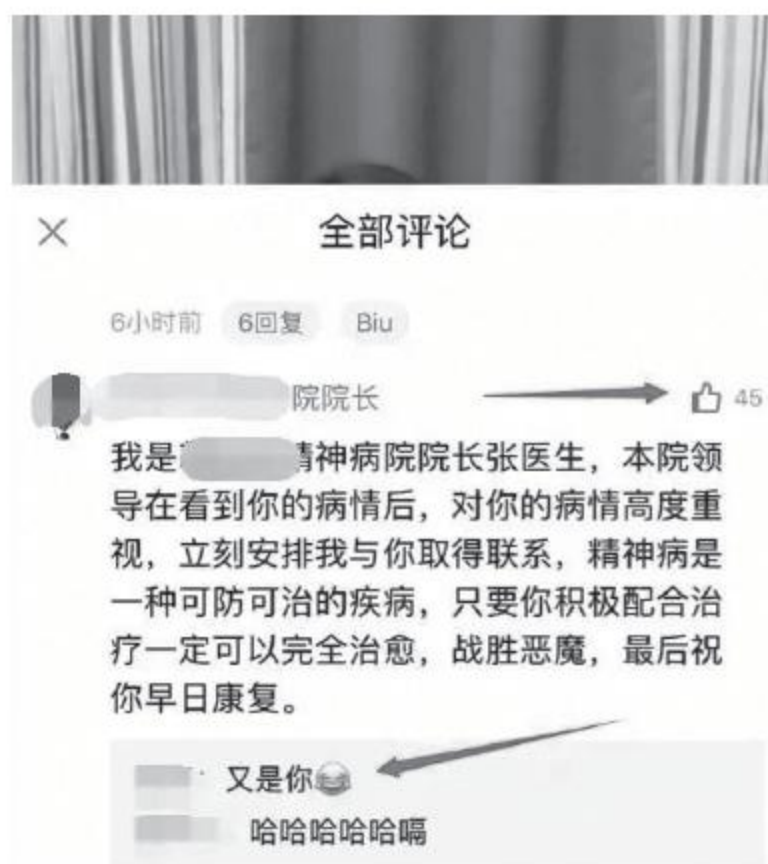 全部评论
6小时前 6回复 Biu
院院长 45
我是精神病院院长张医生，本院领
导在看到你的病情后，对你的病情高度重
视，立刻安排我与你取得联系，精神病是
一种可防可治的疾病，只要你积极配合治
疗一定可以完全治愈，战胜恶魔，最后祝
你早日康复。
又是你😂
哈哈哈哈哈嗝